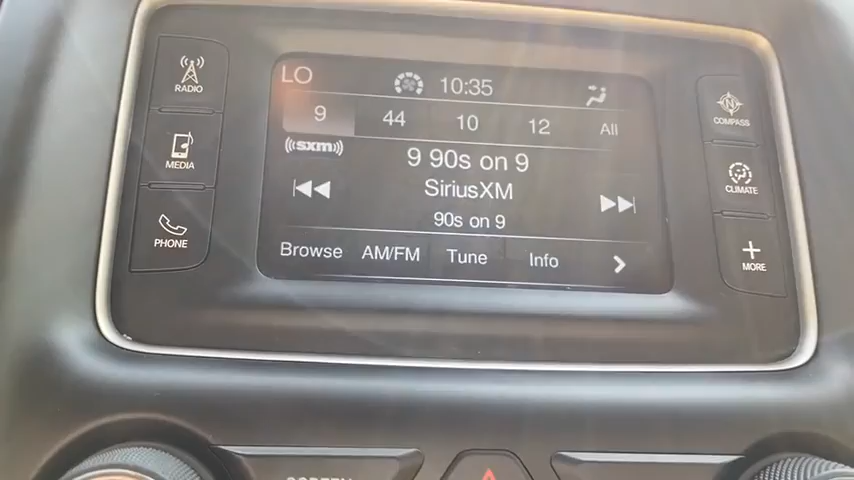 RADIO
MEDIA
PHONE
LO 10:35
9 44 10 12 All
((sxm))
9 90s on 9
SiriusXM
90s on 9
Browse AM/FM Tune Info
N
COMPASS
CLIMATE
MORE
SCREEN